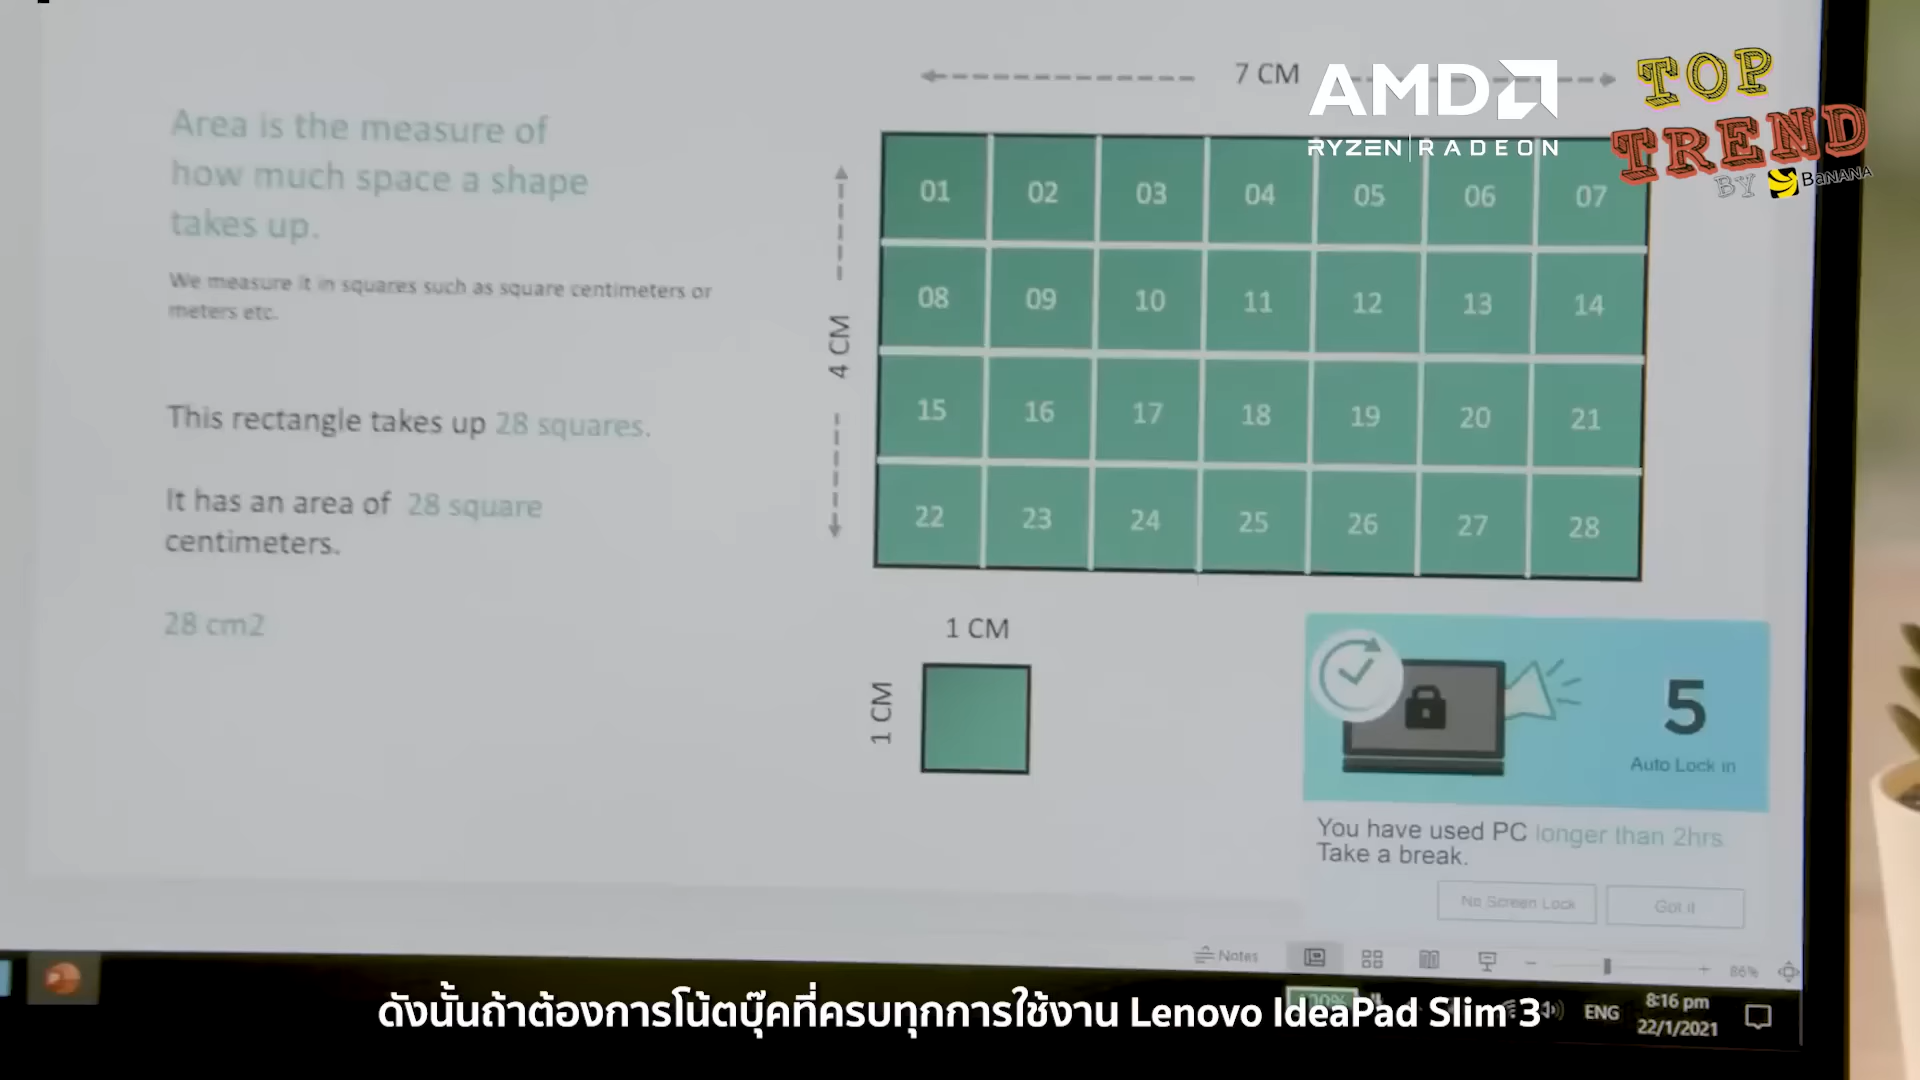 7 CM
AMD
RYZEN | RADEON
TOP
TREND
BY BaNANA
Area is the measure of
how much space a shape
takes up.
We measure it in squares such as square centimeters or
meters etc.
This rectangle takes up 28 squares.
It has an area of 28 square
centimeters.
28 cm2
4 CM
01 02 03 04 05 06 07
08 09 10 11 12 13 14
15 16 17 18 19 20 21
22 23 24 25 26 27 28
1 CM
1 CM
5
Auto Lock in
You have used PC longer than 2hrs
Take a break.
No Screen Lock
Got it
Notes
86%
ENG
8:16 pm
22/1/2021
ดังนั้นถ้าต้องการโน้ตบุ๊คที่ครบทุกการใช้งาน Lenovo IdeaPad Slim 3